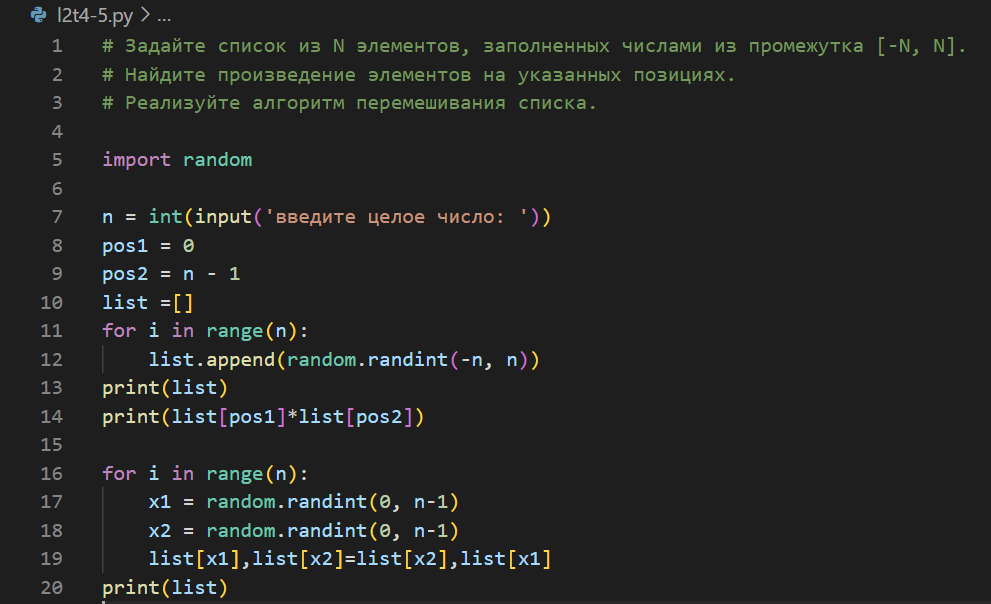 l2t4-5.py > ...
1 # Задайте список из N элементов, заполненных числами из промежутка [-N, N].
2 # Найдите произведение элементов на указанных позициях.
3 # Реализуйте алгоритм перемешивания списка.
4
5 import random
6
7 n = int(input('введите целое число: '))
8 pos1 = 0
9 pos2 = n - 1
10 list =[]
11 for i in range(n):
12     list.append(random.randint(-n, n))
13 print(list)
14 print(list[pos1]*list[pos2])
15
16 for i in range(n):
17     x1 = random.randint(0, n-1)
18     x2 = random.randint(0, n-1)
19     list[x1],list[x2]=list[x2],list[x1]
20 print(list)